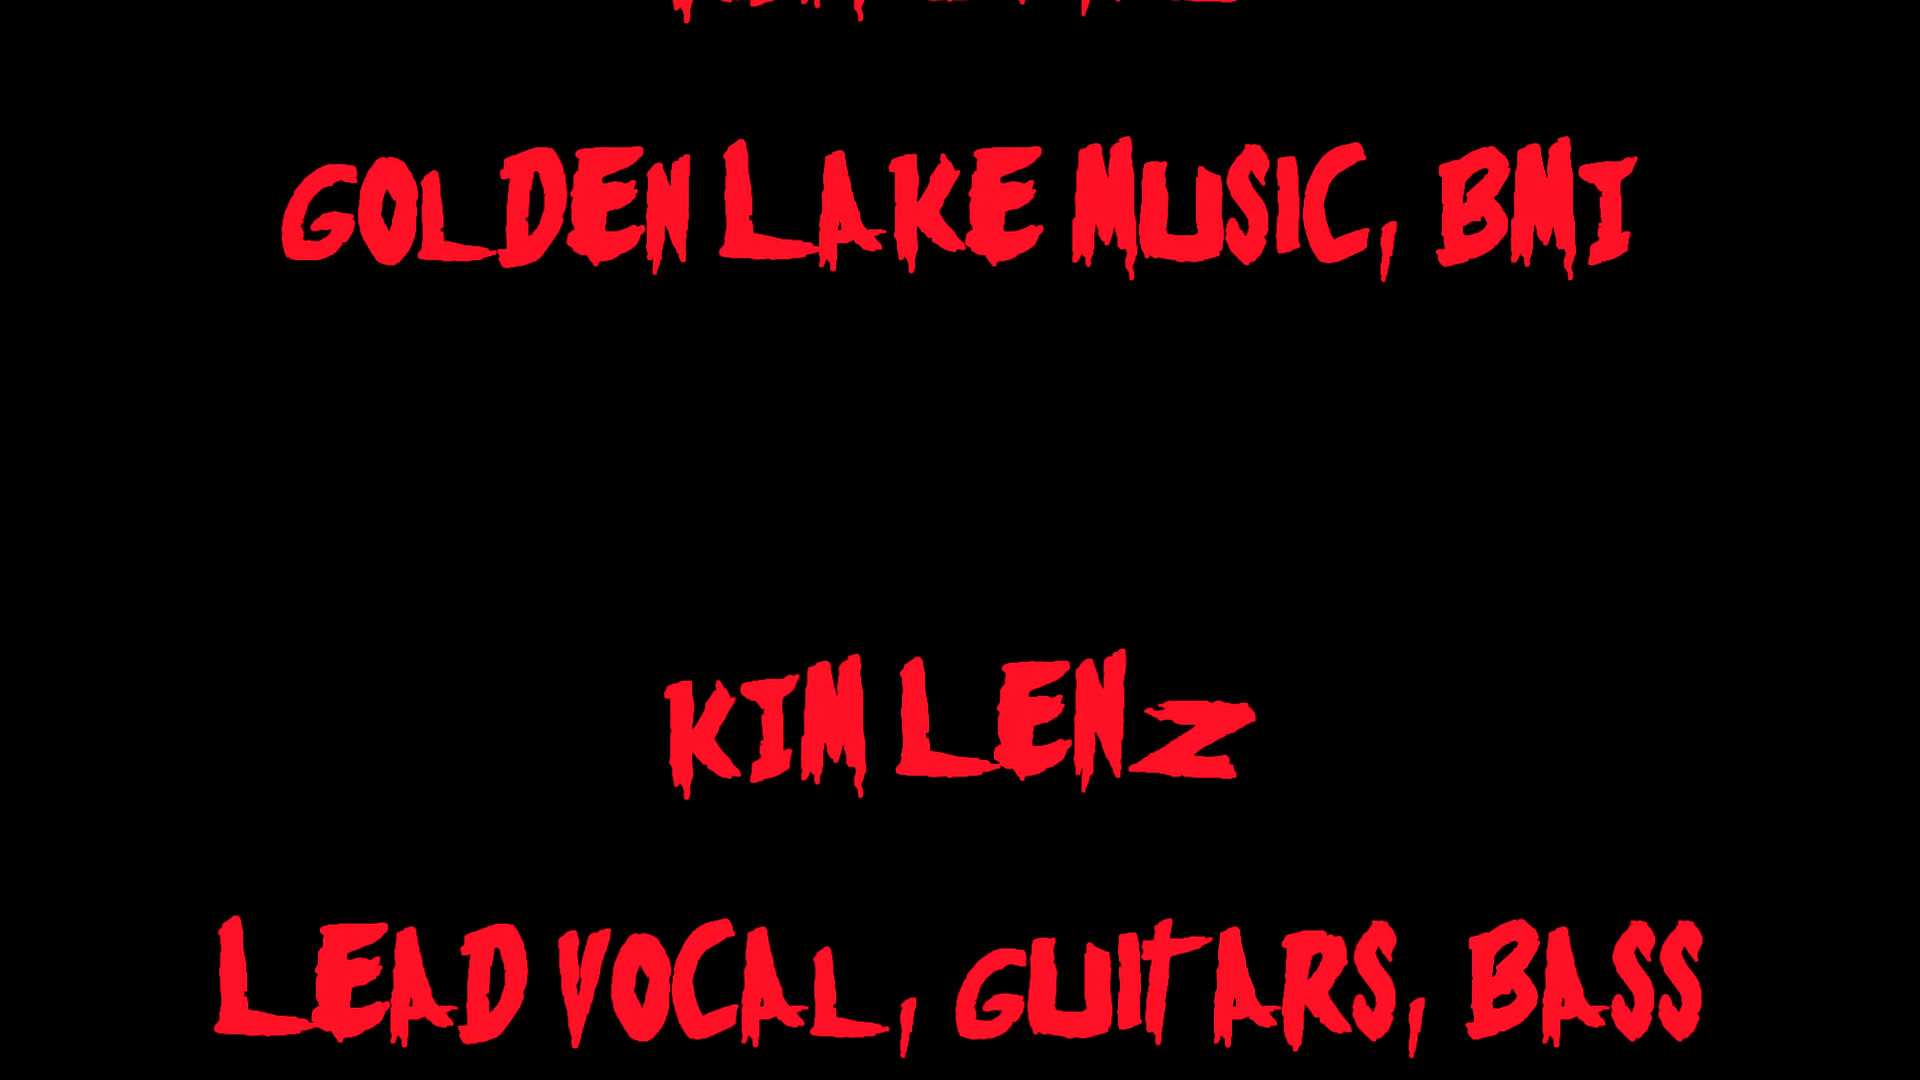 GOLDEN LAKE MUSIC, BMI
KIM LENZ
LEAD VOCAL, GUITARS, BASS